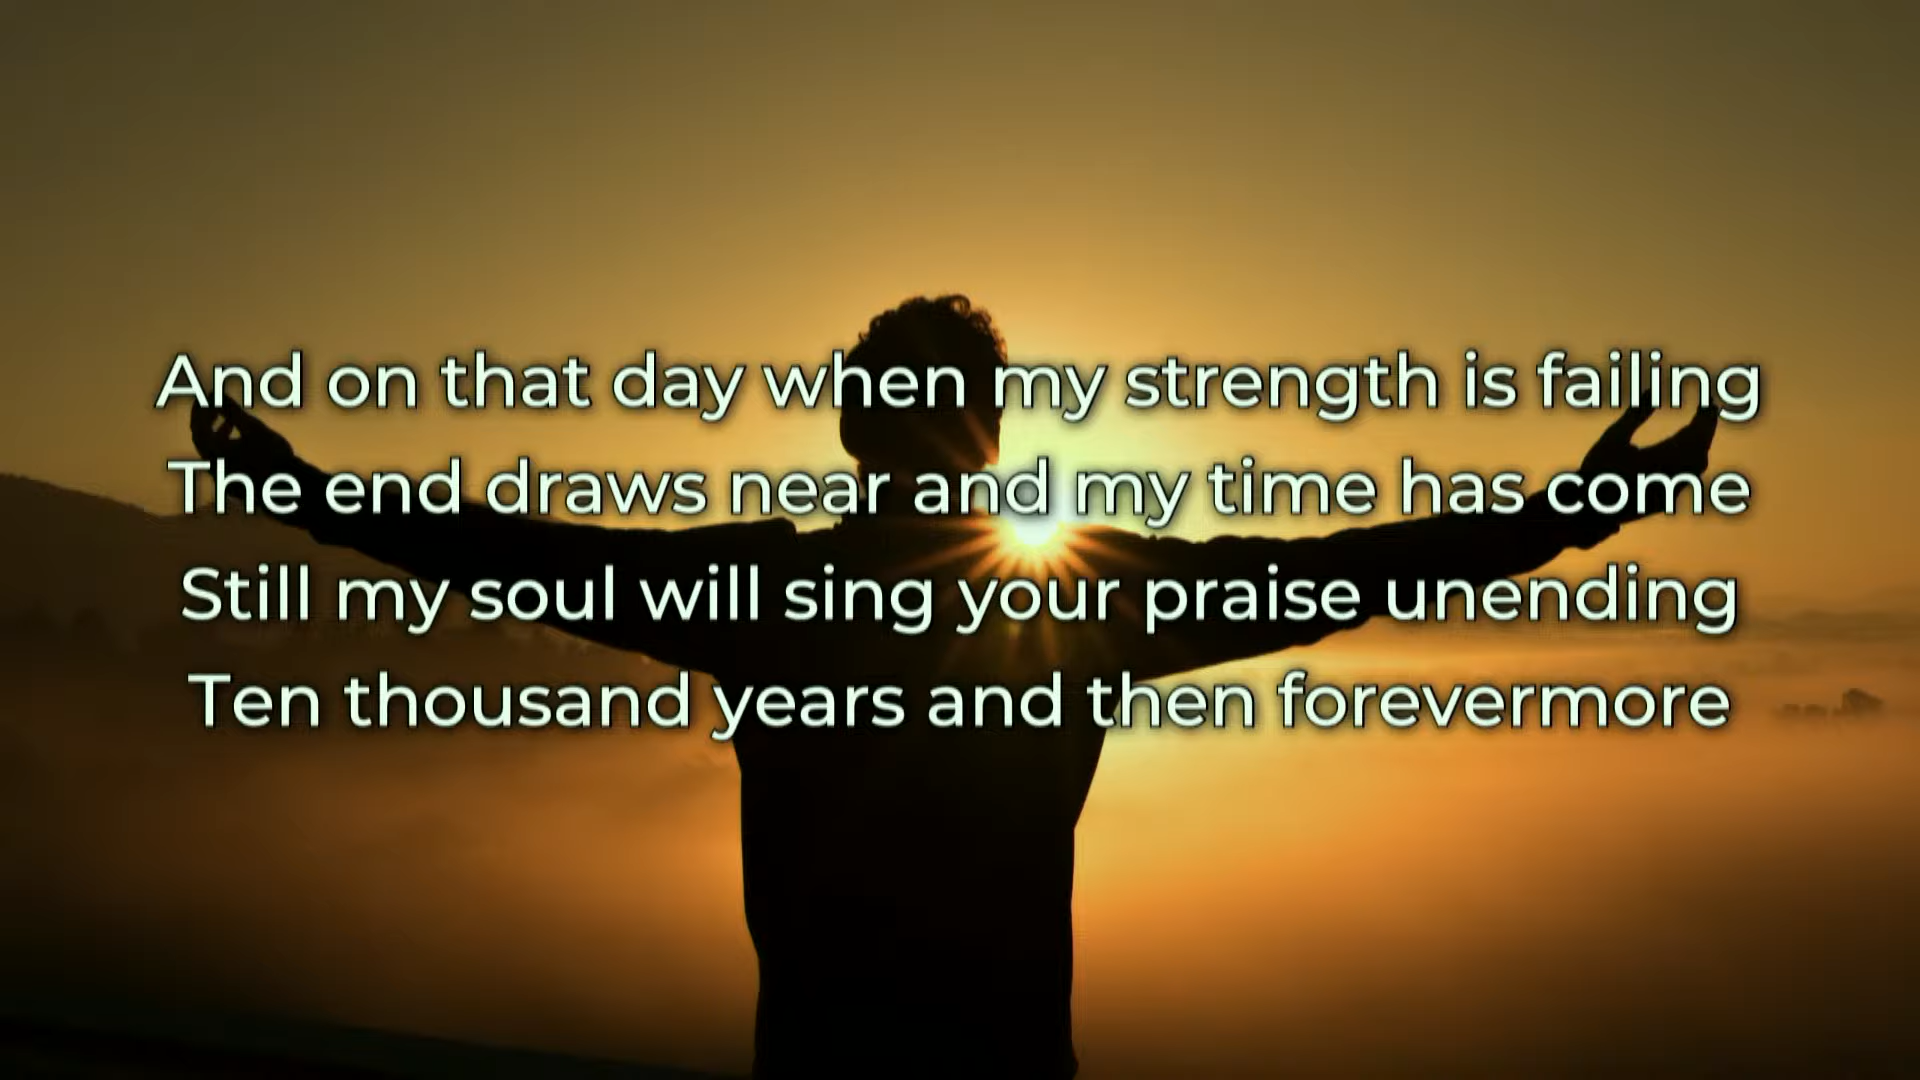 And on that day when my strength is failing
The end draws near and my time has come
Still my soul will sing your praise unending
Ten thousand years and then forevermore